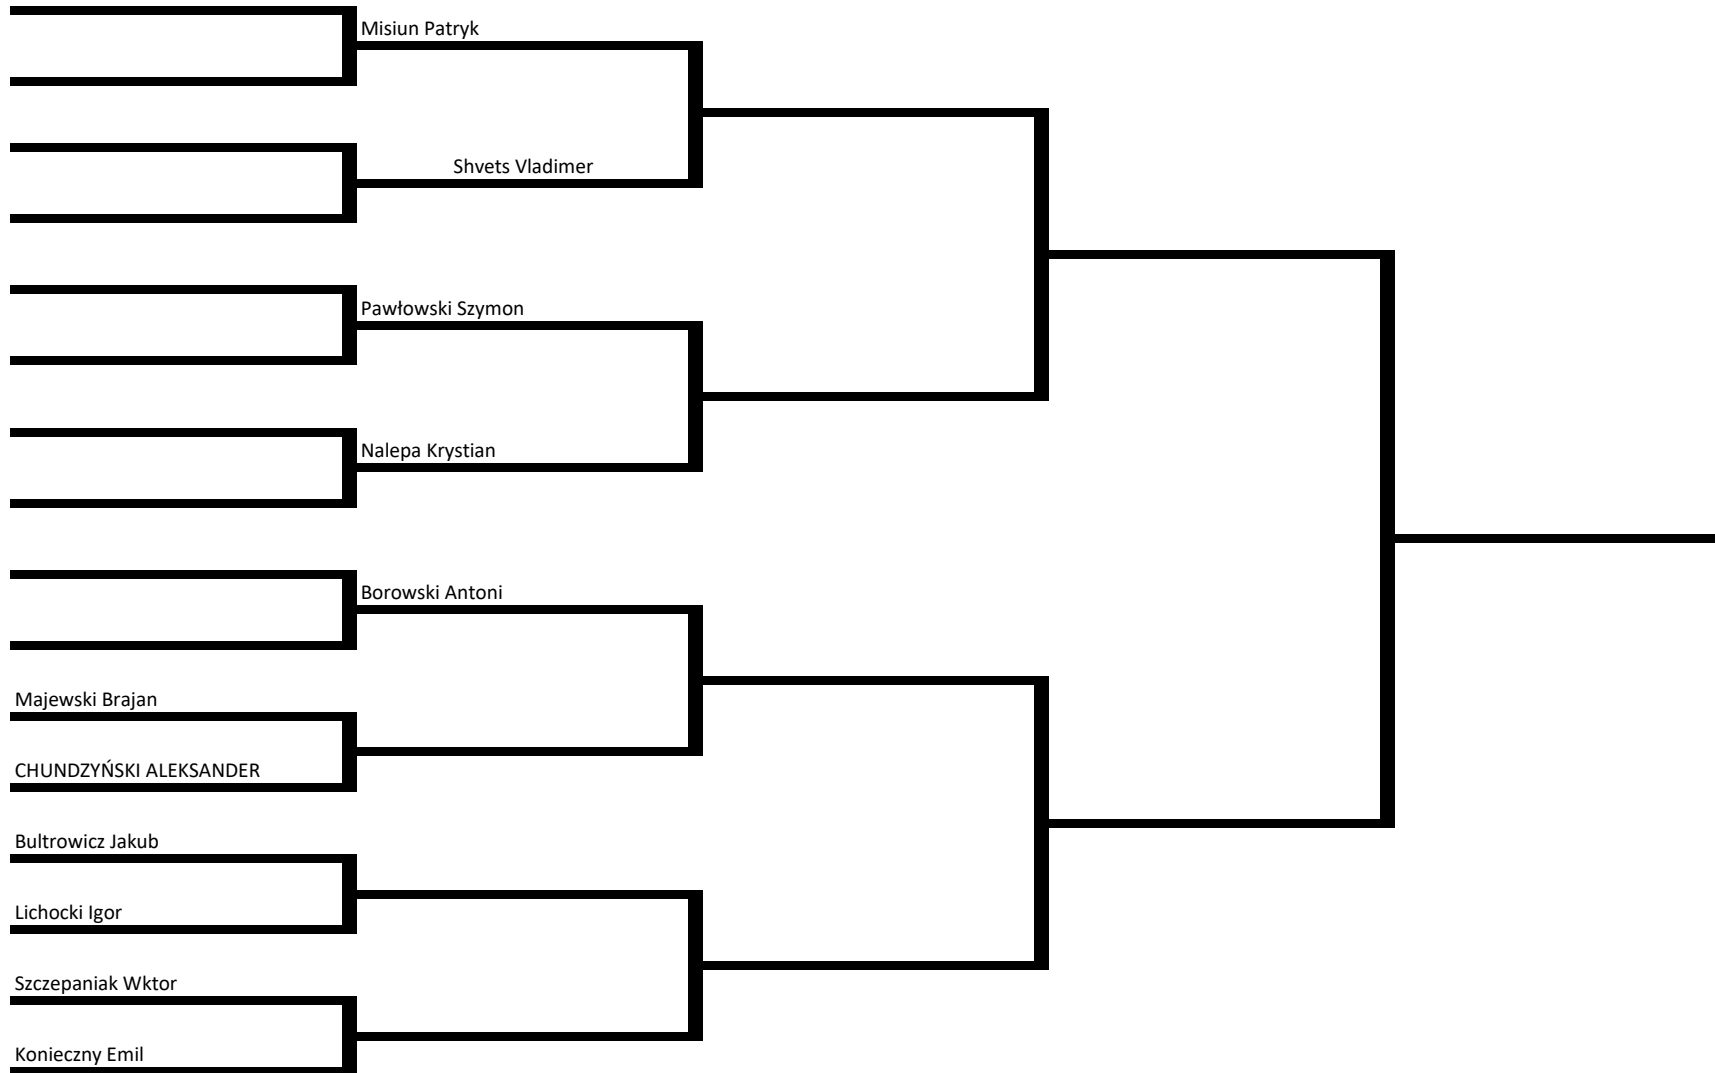 Misiun Patryk
Shvets Vladimer
Pawłowski Szymon
Nalepa Krystian
Borowski Antoni
Majewski Brajan
CHUNDZYŃSKI ALEKSANDER
Bultrowicz Jakub
Lichocki Igor
Szczepaniak Wktor
Konieczny Emil